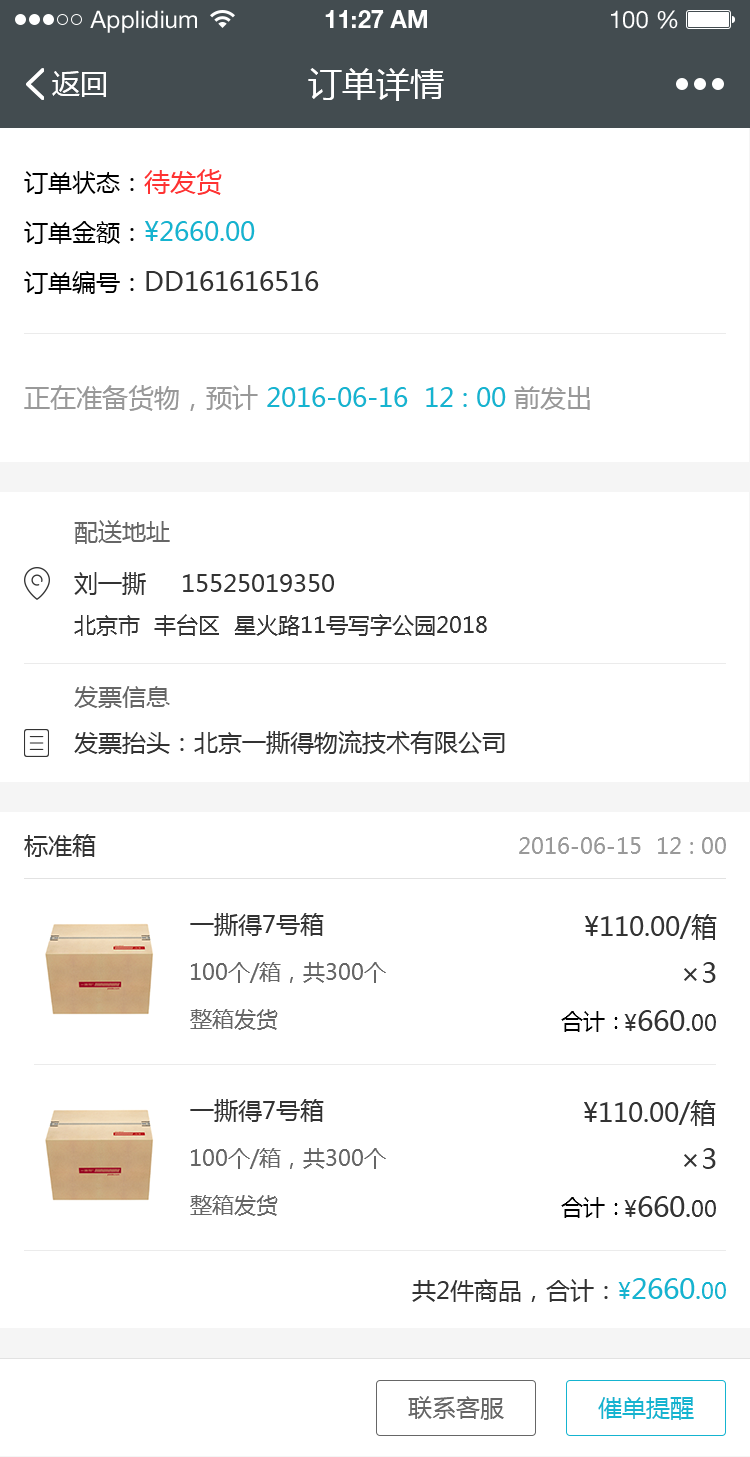 Applidium 11:27 AM 100 %
返回 订单详情
订单状态：待发货
订单金额：¥2660.00
订单编号：DD161616516
正在准备货物，预计 2016-06-16 12：00 前发出
配送地址
刘一撕 15525019350
北京市 丰台区 星火路11号写字公园2018
发票信息
发票抬头：北京一撕得物流技术有限公司
标准箱 2016-06-15 12：00
一撕得7号箱 ¥110.00/箱
100个/箱，共300个 ×3
整箱发货 合计：¥660.00
一撕得7号箱 ¥110.00/箱
100个/箱，共300个 ×3
整箱发货 合计：¥660.00
共2件商品，合计：¥2660.00
联系客服 催单提醒